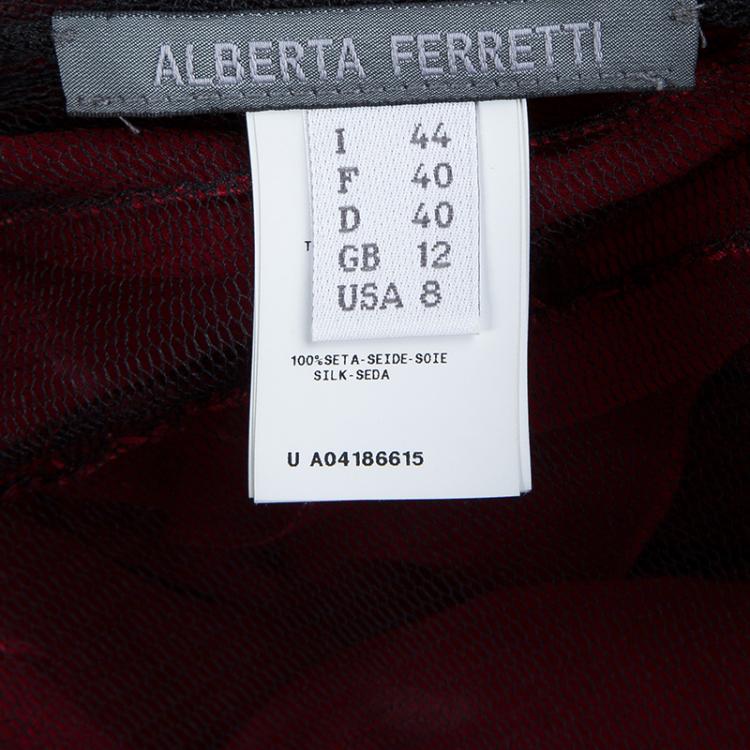 ALBERTA FERRETTI
I 44
F 40
D 40
GB 12
USA 8
T
100%SETA-SEIDE-SOIE
SILK-SEDA
U A04186615